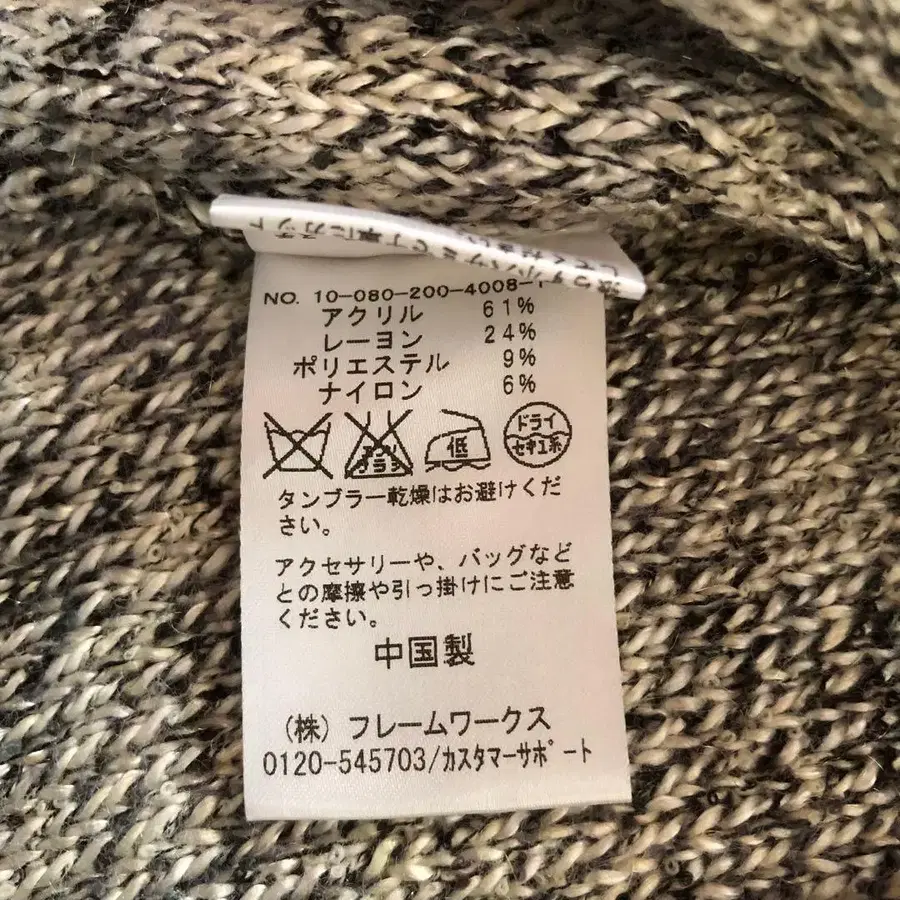 NO. 10-080-200-4008-1
アクリル 61%
レーヨン 24%
ポリエステル 9%
ナイロン 6%
低
ドライ
セキユ系
タンブラー乾燥はお避けくだ
さい。
アクセサリーや、バッグなど
との摩擦や引っ掛けにご注意
ください。
中国製
(株) フレームワークス
0120-545703/カスタマーサポート